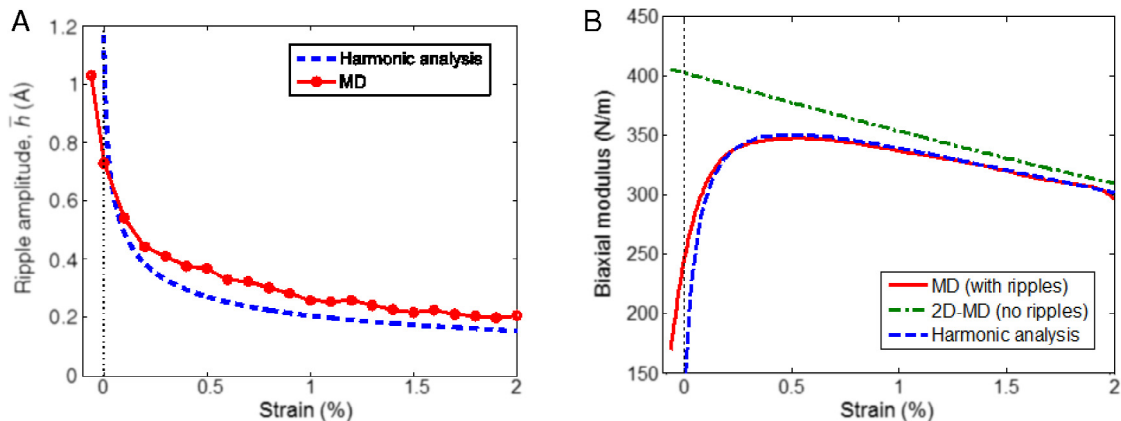 A
Ripple amplitude, h̅ (Å)
1.2
1
0.8
0.6
0.4
0.2
0
0
0.5
1
1.5
2
Strain (%)
Harmonic analysis
MD
B
Biaxial modulus (N/m)
450
400
350
300
250
200
150
0
0.5
1
1.5
2
Strain (%)
MD (with ripples)
2D-MD (no ripples)
Harmonic analysis